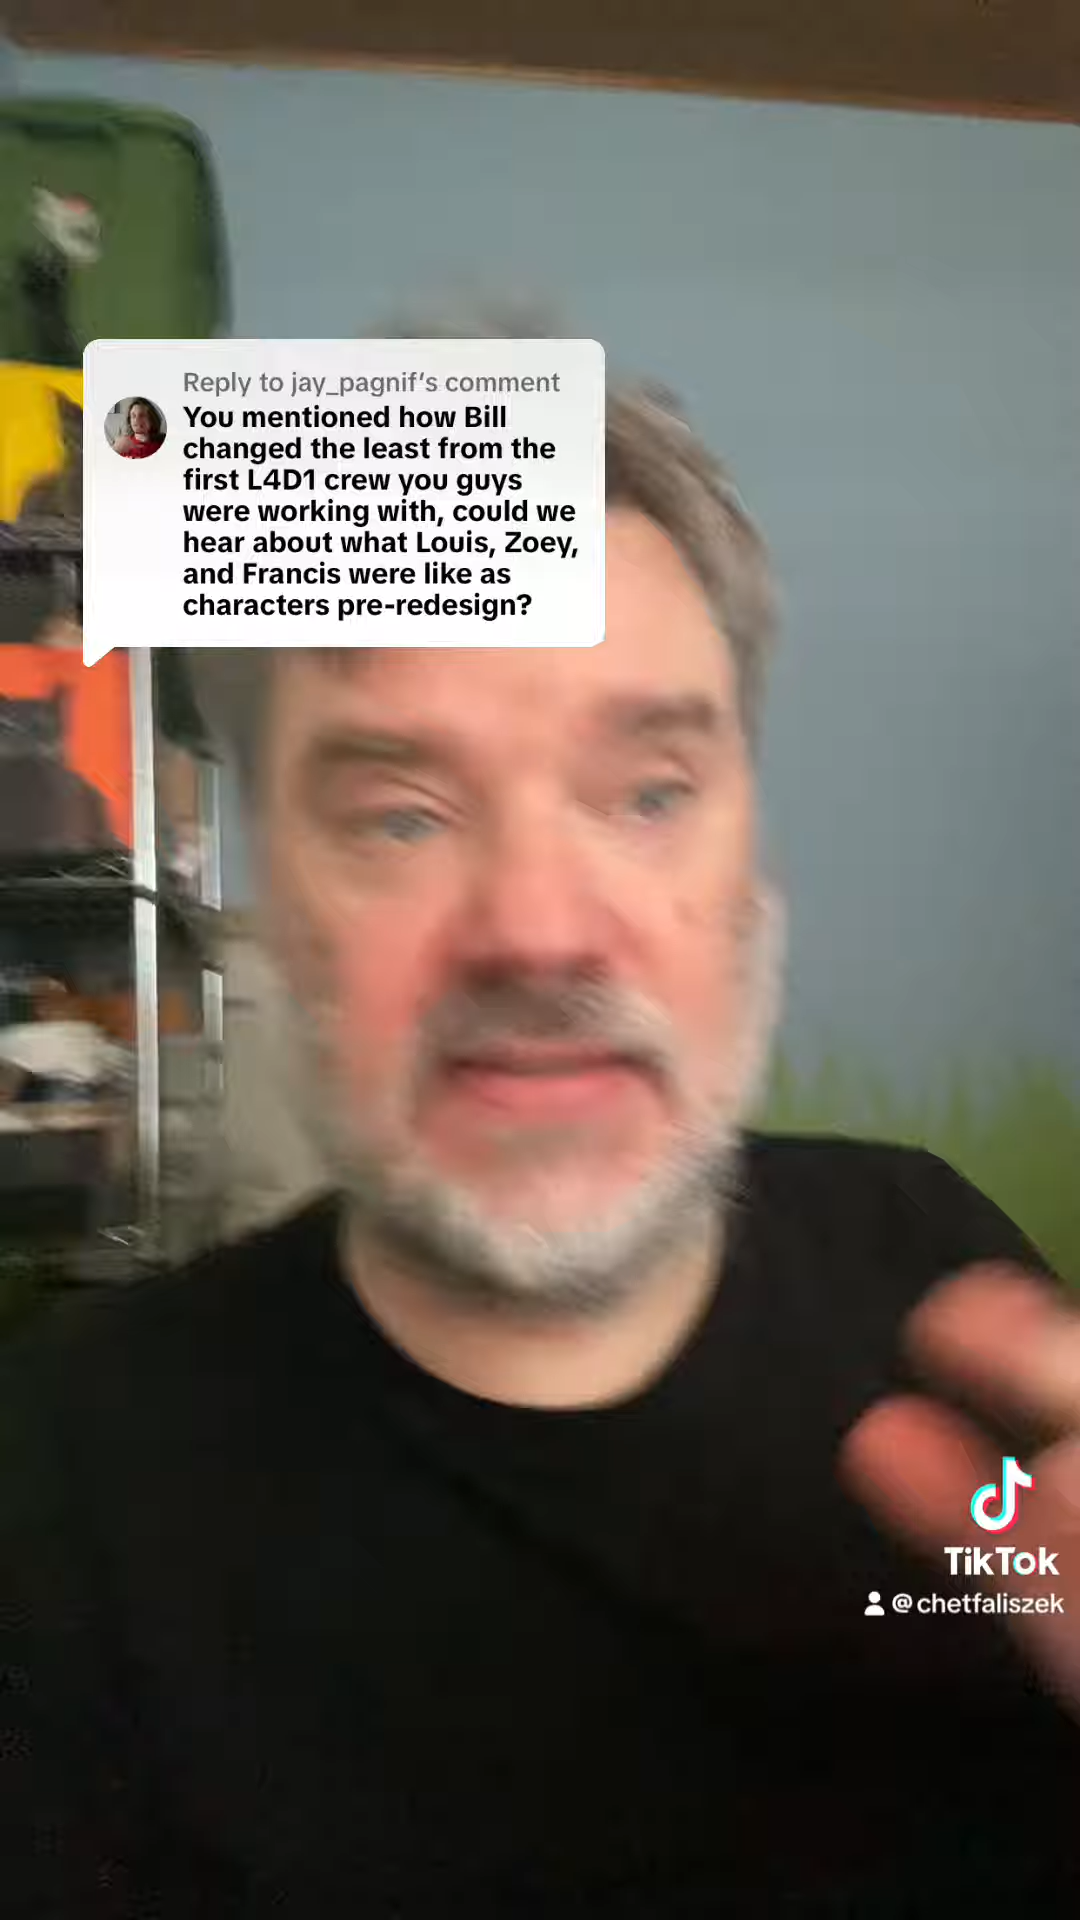 Reply to jay_pagnif's comment
You mentioned how Bill
changed the least from the
first L4D1 crew you guys
were working with, could we
hear about what Louis, Zoey,
and Francis were like as
characters pre-redesign?
TikTok
@chetfaliszek